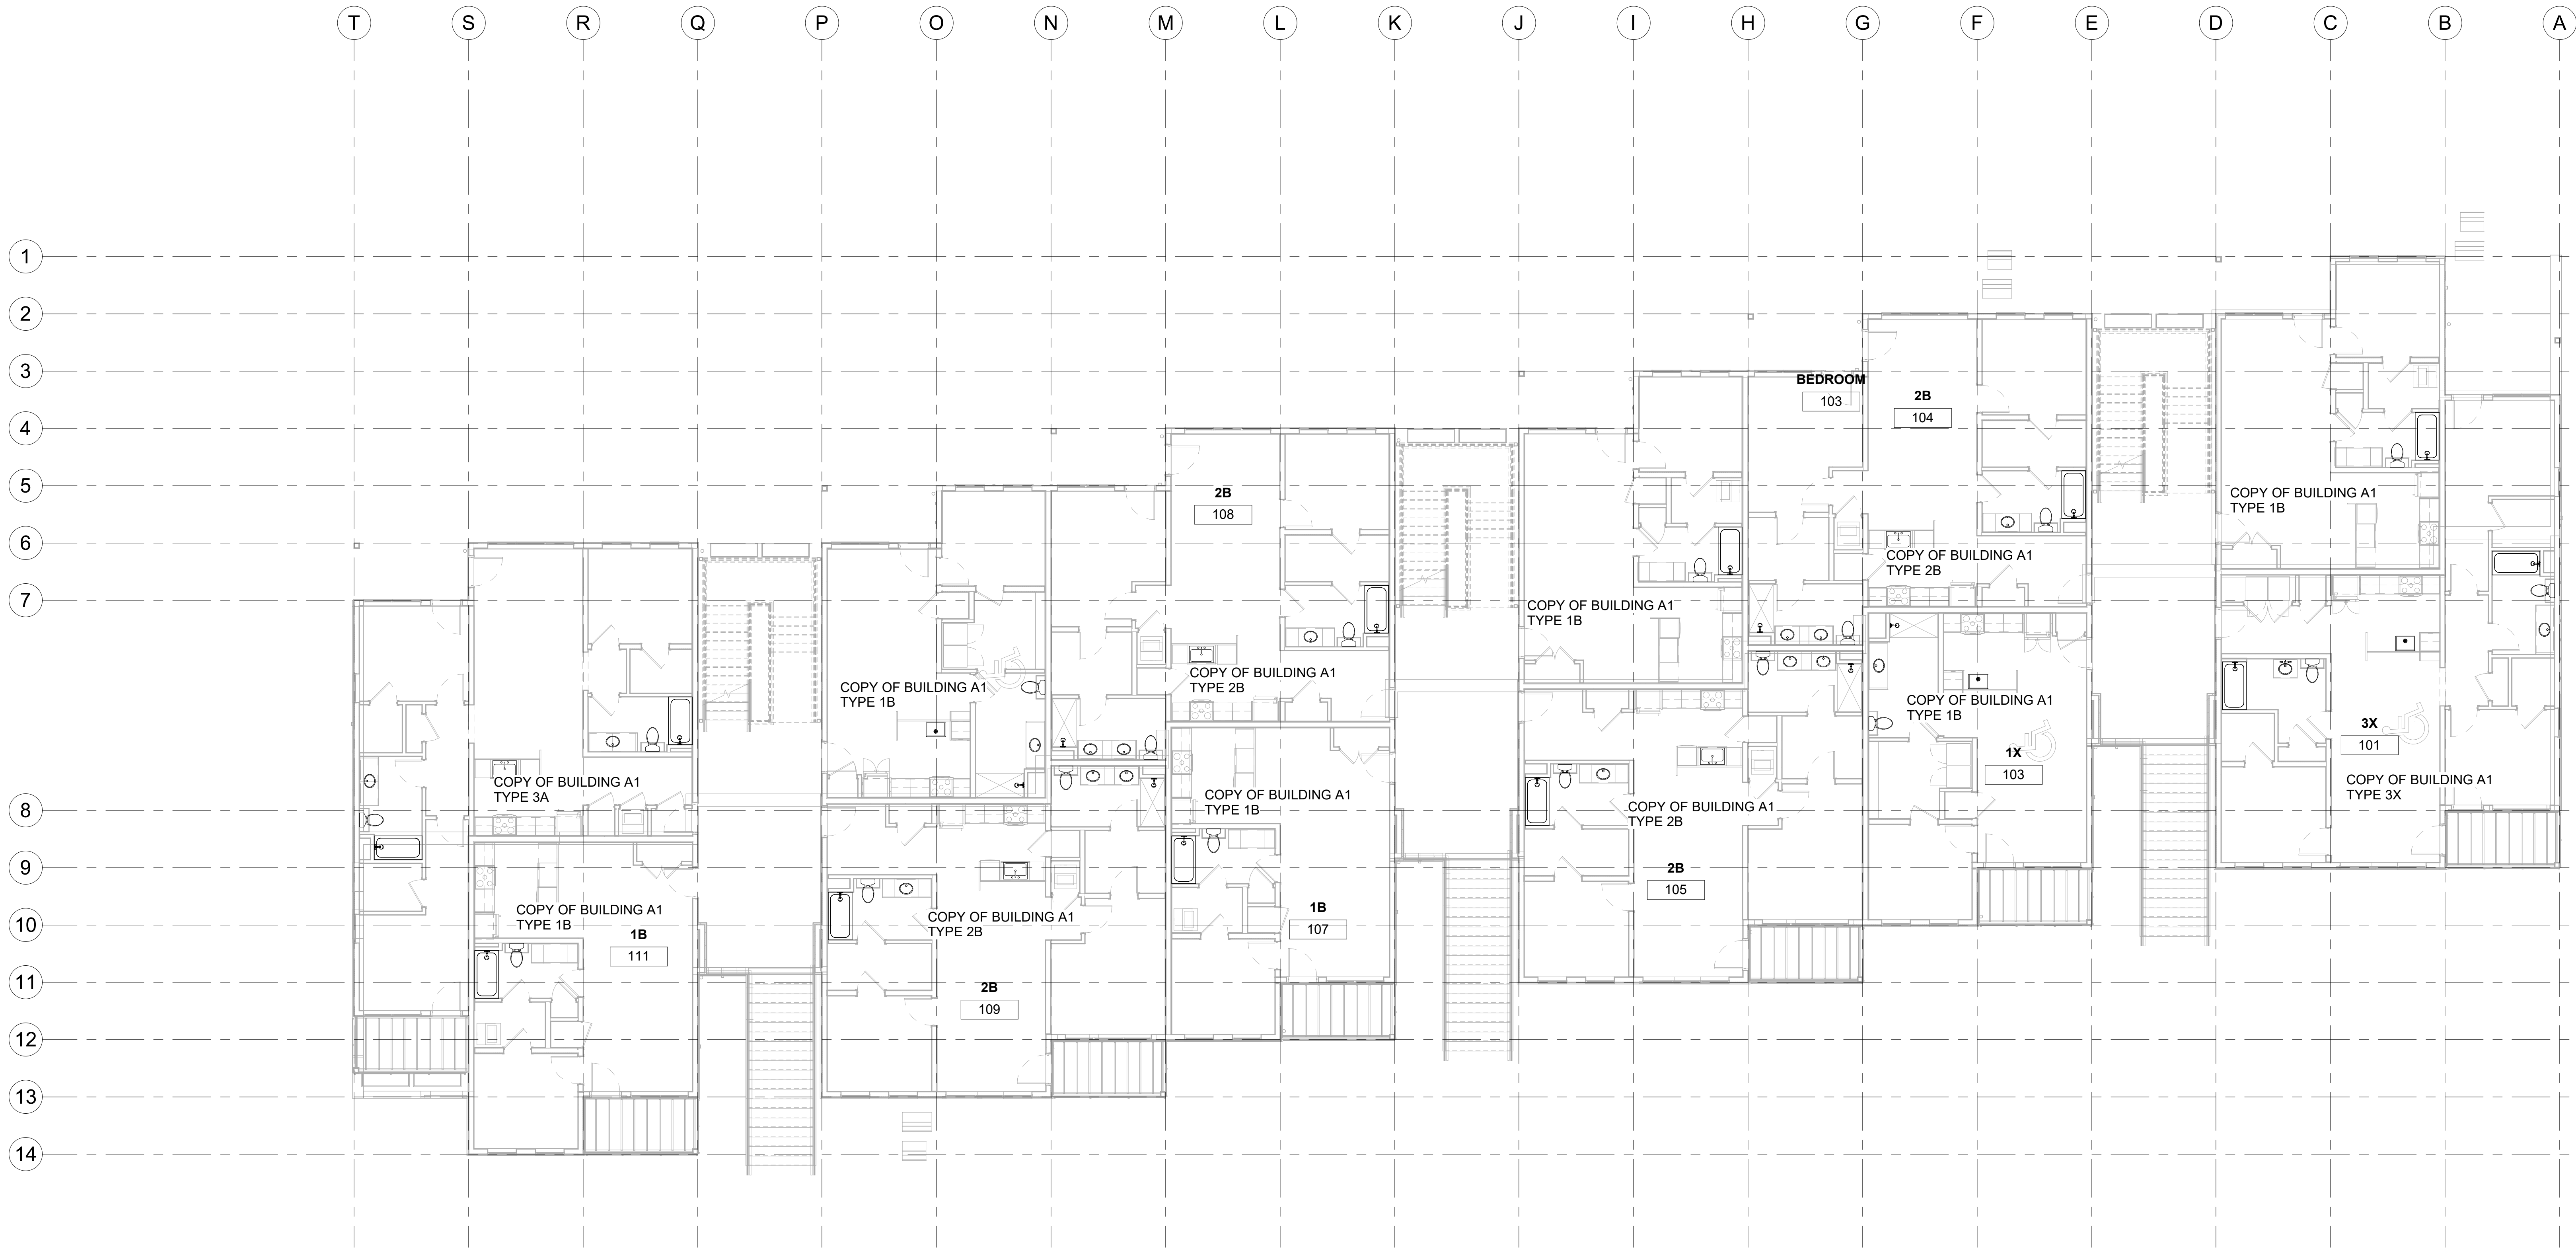 T S R Q P O N M L K J I H G F E D C B A
1
2
3
BEDROOM
103
2B
104
4
5
2B
108
COPY OF BUILDING A1
TYPE 1B
6
COPY OF BUILDING A1
TYPE 2B
7
COPY OF BUILDING A1
TYPE 1B
COPY OF BUILDING A1
TYPE 2B
COPY OF BUILDING A1
TYPE 1B
COPY OF BUILDING A1
TYPE 1B
3X
101
1X
103
COPY OF BUILDING A1
TYPE 3A
COPY OF BUILDING A1
TYPE 3X
COPY OF BUILDING A1
TYPE 1B
COPY OF BUILDING A1
TYPE 2B
8
9
2B
105
COPY OF BUILDING A1
TYPE 1B
1B
111
COPY OF BUILDING A1
TYPE 2B
1B
107
10
11
2B
109
12
13
14